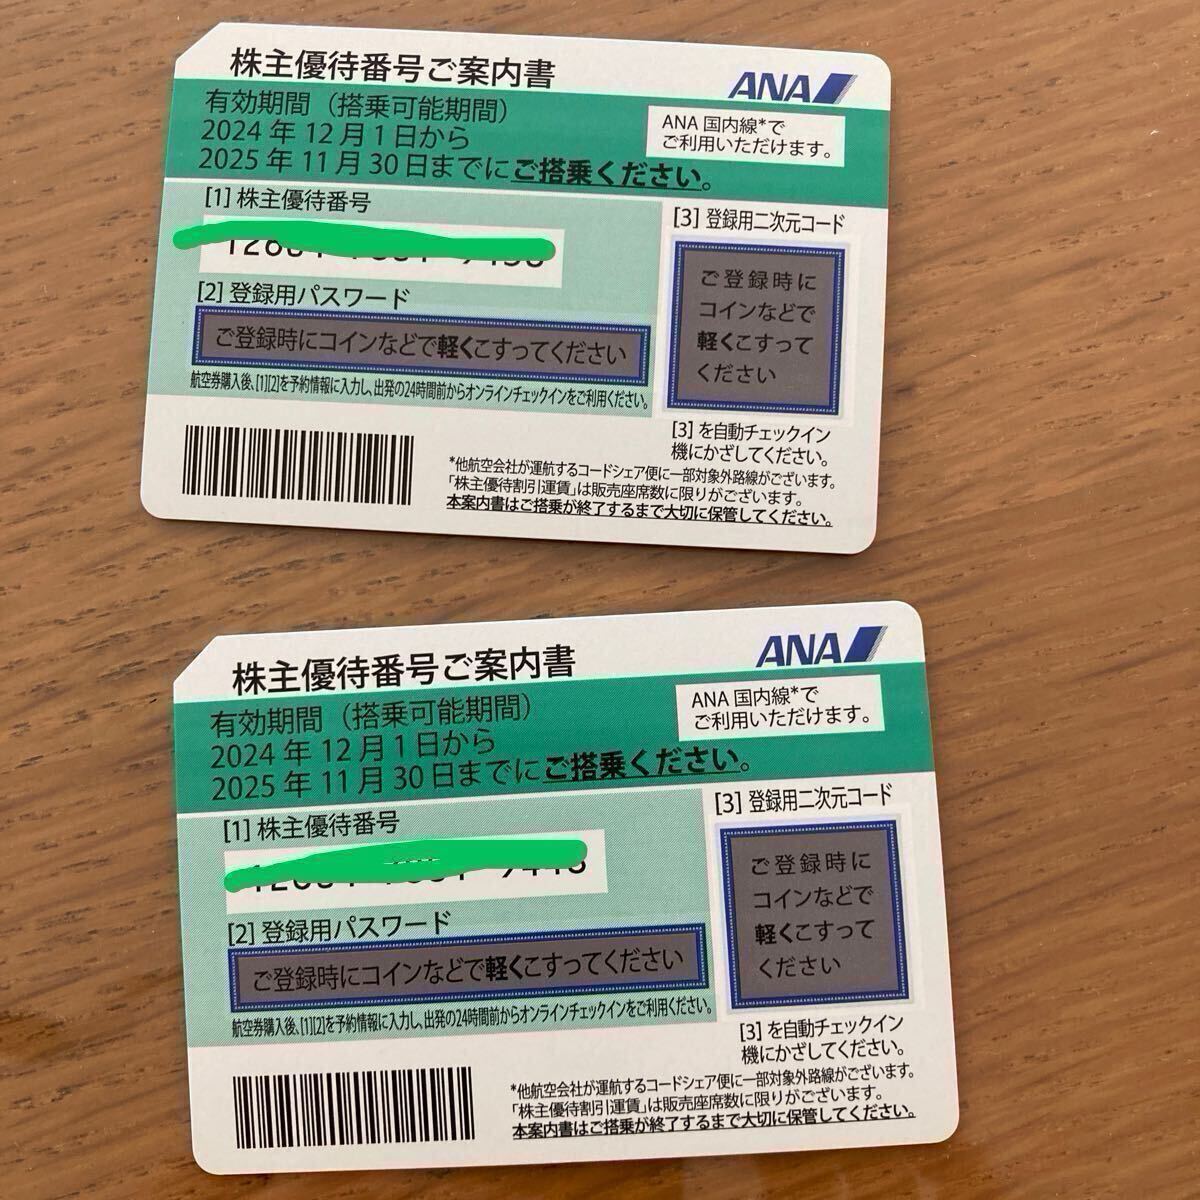 株主優待番号ご案内書
ANA
有効期間（搭乗可能期間）
2024年12月1日から
2025年11月30日までにご搭乗ください。
ANA 国内線*で
ご利用いただけます。
[1] 株主優待番号
[2] 登録用パスワード
ご登録時にコインなどで軽くこすってください
航空券購入後、[1][2]を予約情報に入力し、出発の24時間前からオンラインチェックインをご利用ください。
[3] 登録用二次元コード
ご登録時に
コインなどで
軽くこすって
ください
[3] を自動チェックイン
機にかざしてください。
*他航空会社が運航するコードシェア便に一部対象外路線がございます。
「株主優待割引運賃」は販売座席数に限りがございます。
本案内書はご搭乗が終了するまで大切に保管してください。
株主優待番号ご案内書
ANA
有効期間（搭乗可能期間）
2024年12月1日から
2025年11月30日までにご搭乗ください。
ANA 国内線*で
ご利用いただけます。
[1] 株主優待番号
[2] 登録用パスワード
ご登録時にコインなどで軽くこすってください
航空券購入後、[1][2]を予約情報に入力し、出発の24時間前からオンラインチェックインをご利用ください。
[3] 登録用二次元コード
ご登録時に
コインなどで
軽くこすって
ください
[3] を自動チェックイン
機にかざしてください。
*他航空会社が運航するコードシェア便に一部対象外路線がございます。
「株主優待割引運賃」は販売座席数に限りがございます。
本案内書はご搭乗が終了するまで大切に保管してください。